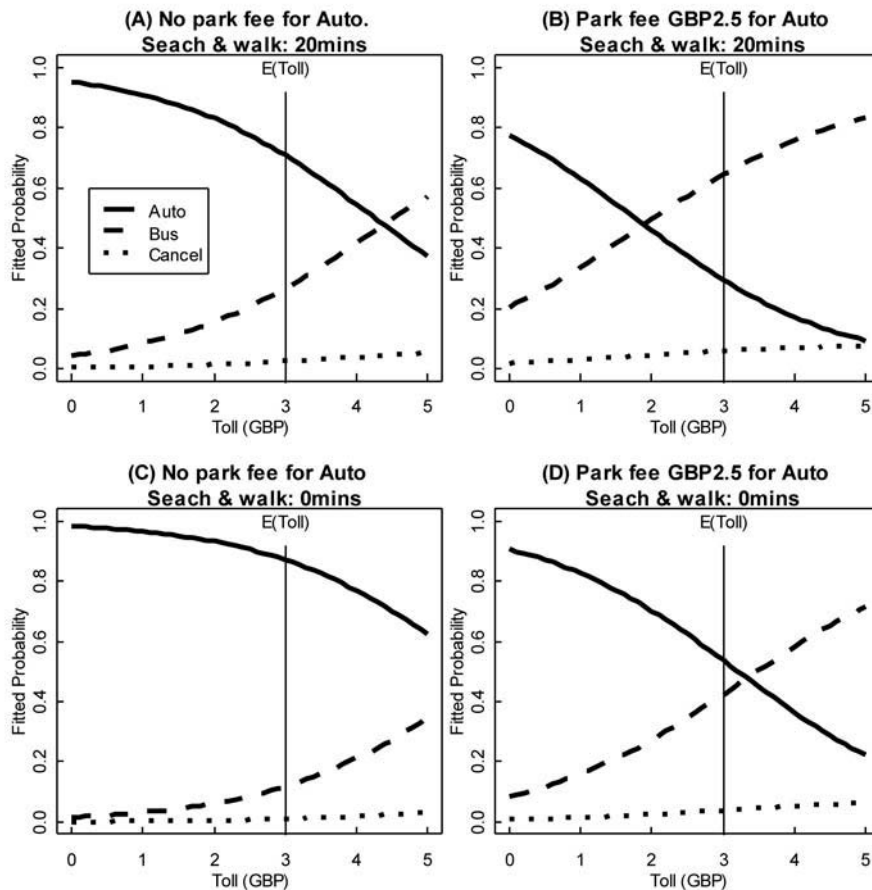 (A) No park fee for Auto.
Seach & walk: 20mins
E(Toll)
Fitted Probability
1.0
0.8
0.6
0.4
0.2
0.0
Auto
Bus
Cancel
0 1 2 3 4 5
Toll (GBP)
(B) Park fee GBP2.5 for Auto
Seach & walk: 20mins
E(Toll)
Fitted Probability
1.0
0.8
0.6
0.4
0.2
0.0
0 1 2 3 4 5
Toll (GBP)
(C) No park fee for Auto
Seach & walk: 0mins
E(Toll)
Fitted Probability
1.0
0.8
0.6
0.4
0.2
0.0
0 1 2 3 4 5
Toll (GBP)
(D) Park fee GBP2.5 for Auto
Seach & walk: 0mins
E(Toll)
Fitted Probability
1.0
0.8
0.6
0.4
0.2
0.0
0 1 2 3 4 5
Toll (GBP)